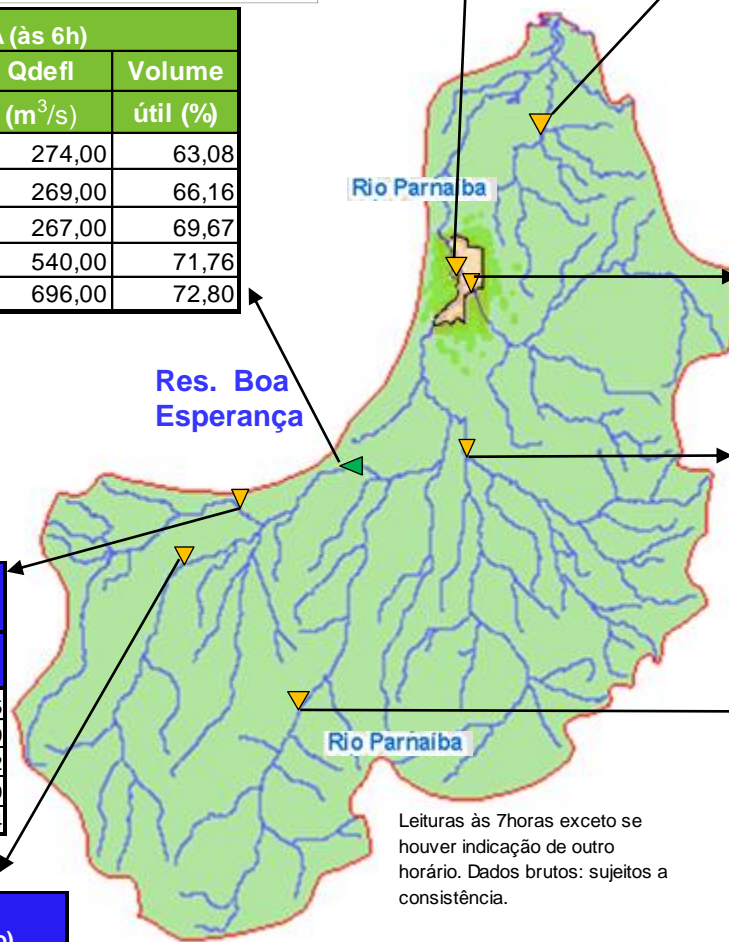 A (às 6h)
Qdefl Volume
(m³/s) útil (%)
274,00 63,08
269,00 66,16
267,00 69,67
540,00 71,76
696,00 72,80
Rio Parnaíba
Res. Boa
Esperança
Rio Parnaíba
Leituras às 7horas exceto se
houver indicação de outro
horário. Dados brutos: sujeitos a
consistência.